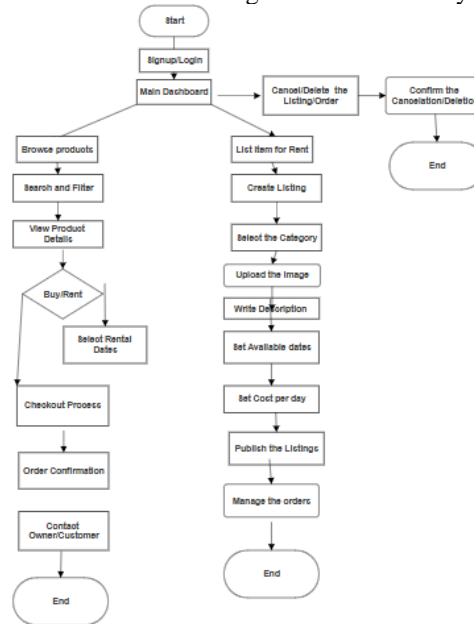 Start
Signup/Login
Main Dashboard
Cancel/Delete the
Listing/Order
Confirm the
Cancelation/Deletion
End
Browse products
Search and Filter
View Product
Details
Buy/Rent
Select Rental
Dates
Checkout Process
Order Confirmation
Contact
Owner/Customer
End
List Item for Rent
Create Listing
Select the Category
Upload the Image
Write Description
Set Available dates
Set Cost per day
Publish the Listings
Manage the orders
End